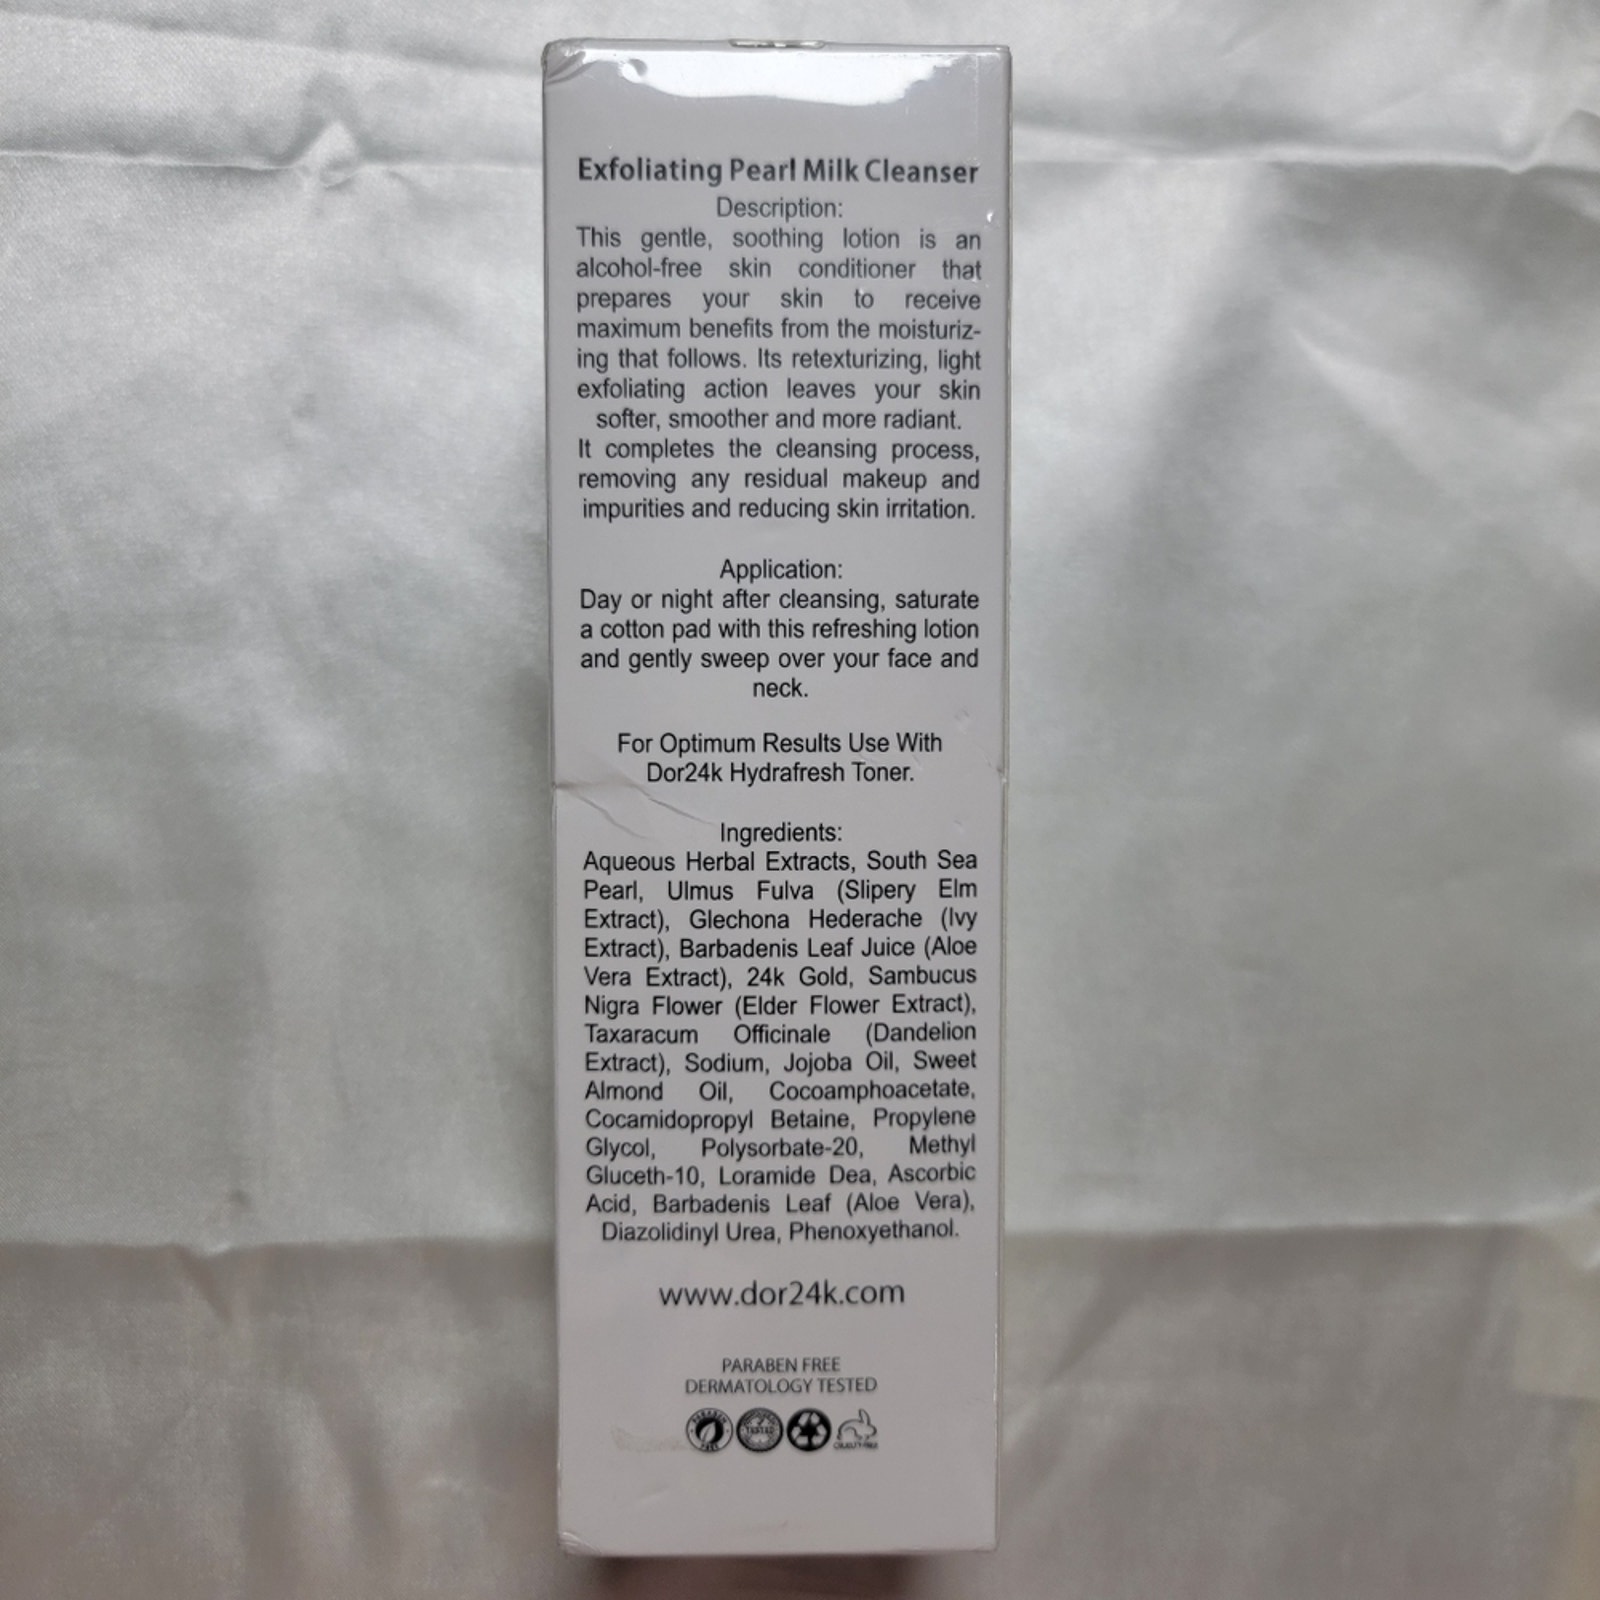 Exfoliating Pearl Milk Cleanser
Description:
This gentle, soothing lotion is an
alcohol-free skin conditioner that
prepares your skin to receive
maximum benefits from the moisturiz-
ing that follows. Its retexturizing, light
exfoliating action leaves your skin
softer, smoother and more radiant.
It completes the cleansing process,
removing any residual makeup and
impurities and reducing skin irritation.
Application:
Day or night after cleansing, saturate
a cotton pad with this refreshing lotion
and gently sweep over your face and
neck.
For Optimum Results Use With
Dor24k Hydrafresh Toner.
Ingredients:
Aqueous Herbal Extracts, South Sea
Pearl, Ulmus Fulva (Slipery Elm
Extract), Glechona Hederache (Ivy
Extract), Barbadenis Leaf Juice (Aloe
Vera Extract), 24k Gold, Sambucus
Nigra Flower (Elder Flower Extract),
Taxaracum Officinale (Dandelion
Extract), Sodium, Jojoba Oil, Sweet
Almond Oil, Cocoamphoacetate,
Cocamidopropyl Betaine, Propylene
Glycol, Polysorbate-20, Methyl
Gluceth-10, Loramide Dea, Ascorbic
Acid, Barbadenis Leaf (Aloe Vera),
Diazolidinyl Urea, Phenoxyethanol.
www.dor24k.com
PARABEN FREE
DERMATOLOGY TESTED
PARABEN FREE
TESTED
CRUELTY FREE